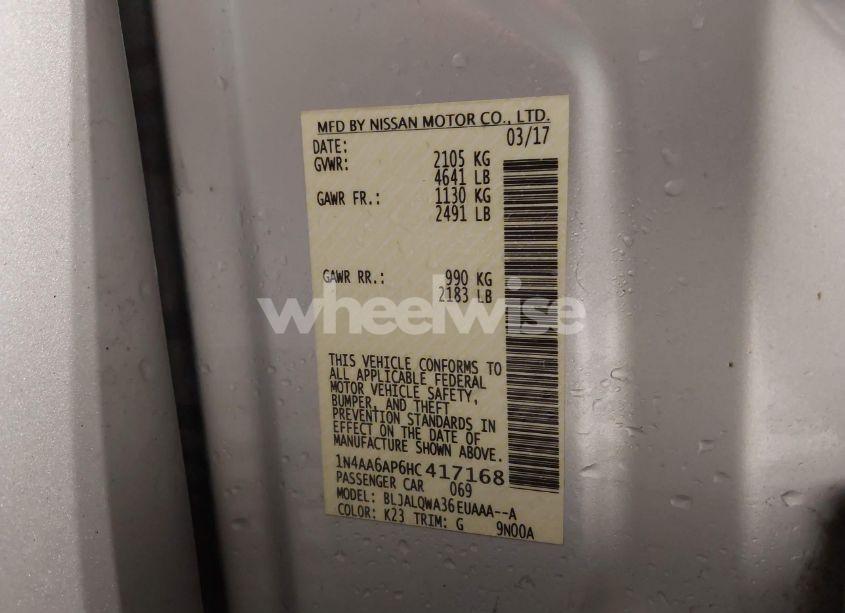 MFD BY NISSAN MOTOR CO., LTD.
DATE: 03/17
GVWR: 2105 KG
4641 LB
GAWR FR.: 1130 KG
2491 LB
GAWR RR.: 990 KG
2183 LB
wheelwise
THIS VEHICLE CONFORMS TO
ALL APPLICABLE FEDERAL
MOTOR VEHICLE SAFETY,
BUMPER, AND THEFT
PREVENTION STANDARDS IN
EFFECT ON THE DATE OF
MANUFACTURE SHOWN ABOVE.
1N4AA6AP6HC417168
PASSENGER CAR 069
MODEL: BLJALQWA36EUAAA--A
COLOR: K23 TRIM: G 9N00A